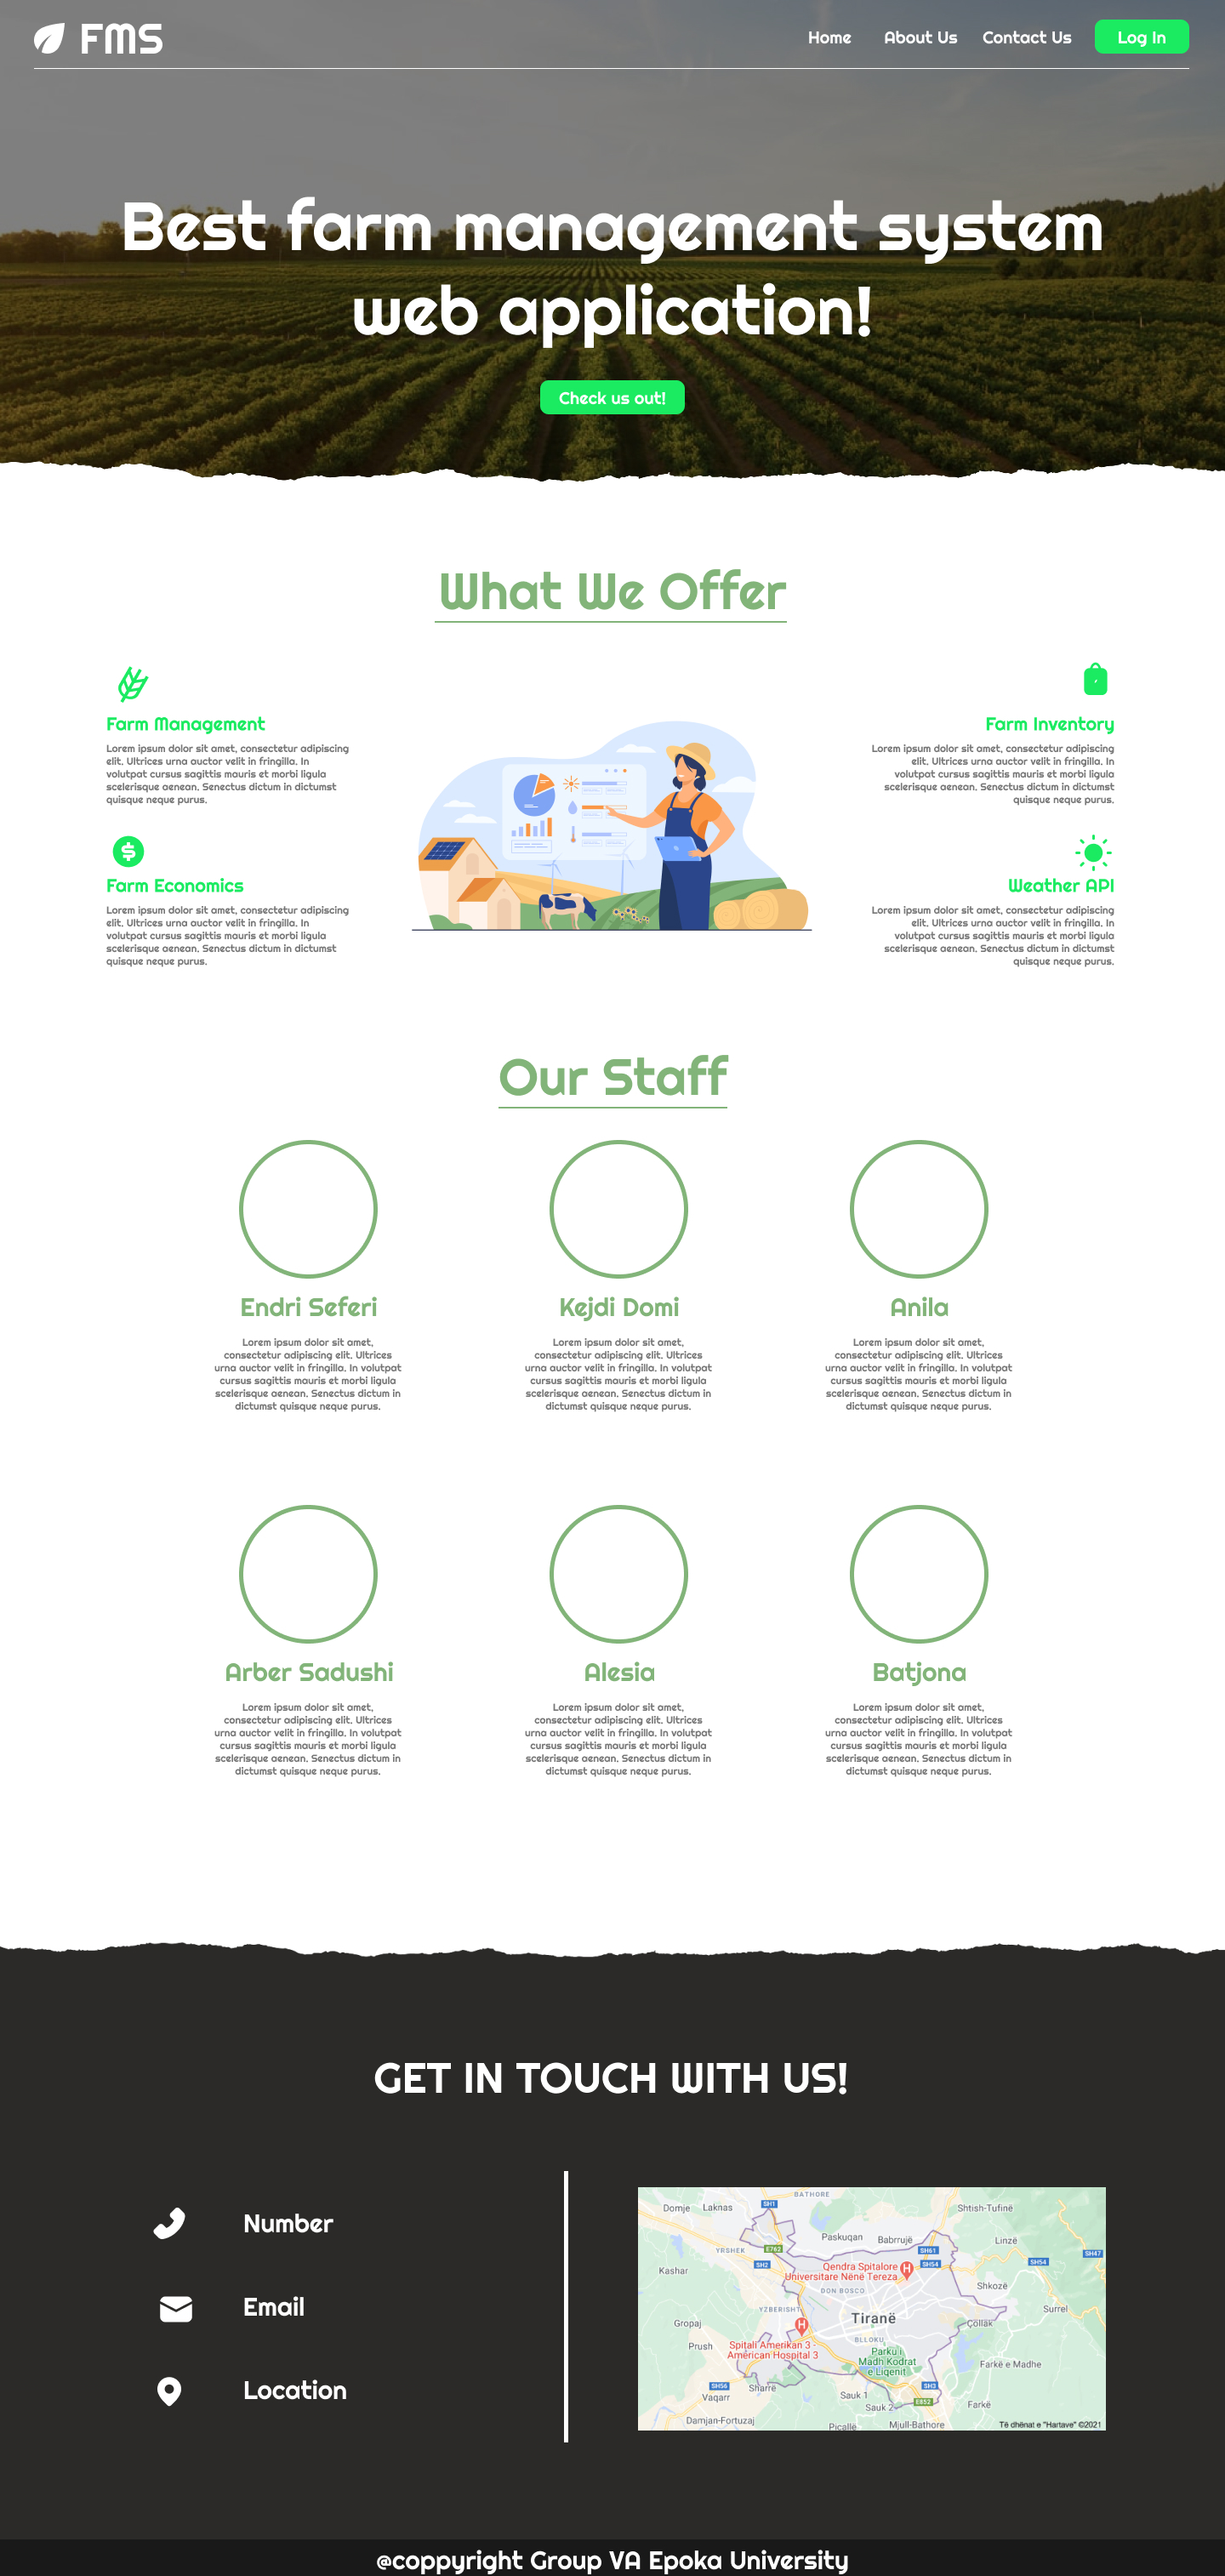 FMS
Home
About Us
Contact Us
Log In
Best farm management system
web application!
Check us out!
What We Offer
Farm Management
Lorem ipsum dolor sit amet, consectetur adipiscing
elit. Ultrices urna auctor velit in fringilla. In
volutpat cursus sagittis mauris et morbi ligula
scelerisque aenean. Senectus dictum in dictumst
quisque neque purus.
Farm Inventory
Lorem ipsum dolor sit amet, consectetur adipiscing
elit. Ultrices urna auctor velit in fringilla. In
volutpat cursus sagittis mauris et morbi ligula
scelerisque aenean. Senectus dictum in dictumst
quisque neque purus.
Farm Economics
Lorem ipsum dolor sit amet, consectetur adipiscing
elit. Ultrices urna auctor velit in fringilla. In
volutpat cursus sagittis mauris et morbi ligula
scelerisque aenean. Senectus dictum in dictumst
quisque neque purus.
Weather API
Lorem ipsum dolor sit amet, consectetur adipiscing
elit. Ultrices urna auctor velit in fringilla. In
volutpat cursus sagittis mauris et morbi ligula
scelerisque aenean. Senectus dictum in dictumst
quisque neque purus.
Our Staff
Endri Seferi
Lorem ipsum dolor sit amet,
consectetur adipiscing elit. Ultrices
urna auctor velit in fringilla. In volutpat
cursus sagittis mauris et morbi ligula
scelerisque aenean. Senectus dictum in
dictumst quisque neque purus.
Kejdi Domi
Lorem ipsum dolor sit amet,
consectetur adipiscing elit. Ultrices
urna auctor velit in fringilla. In volutpat
cursus sagittis mauris et morbi ligula
scelerisque aenean. Senectus dictum in
dictumst quisque neque purus.
Anila
Lorem ipsum dolor sit amet,
consectetur adipiscing elit. Ultrices
urna auctor velit in fringilla. In volutpat
cursus sagittis mauris et morbi ligula
scelerisque aenean. Senectus dictum in
dictumst quisque neque purus.
Arber Sadushi
Lorem ipsum dolor sit amet,
consectetur adipiscing elit. Ultrices
urna auctor velit in fringilla. In volutpat
cursus sagittis mauris et morbi ligula
scelerisque aenean. Senectus dictum in
dictumst quisque neque purus.
Alesia
Lorem ipsum dolor sit amet,
consectetur adipiscing elit. Ultrices
urna auctor velit in fringilla. In volutpat
cursus sagittis mauris et morbi ligula
scelerisque aenean. Senectus dictum in
dictumst quisque neque purus.
Batjona
Lorem ipsum dolor sit amet,
consectetur adipiscing elit. Ultrices
urna auctor velit in fringilla. In volutpat
cursus sagittis mauris et morbi ligula
scelerisque aenean. Senectus dictum in
dictumst quisque neque purus.
GET IN TOUCH WITH US!
Number
Email
Location
BATHORE
Domje
Laknas
SH1
Shtish-Tufinë
Paskuqan
Babrrujë
Linzë
YRSHEK
E762
SH61
SH47
SH2
SH54
SH54
Kashar
Qendra Spitalore
Universitare Nënë Tereza
H
DON BOSCO
Shkozë
YZBERISHT
Surrel
Gropaj
H
Tiranë
Çollak
Prush
BLLOKU
Spitali Amerikan 3 -
American Hospital 3
Parku i
Madh Kodrat
e Liqenit
Farkë e Madhe
SH56
Sharrë
SH3
Vaqarr
Sauk 1
E852
Sauk 2
Farkë
Damjan-Fortuzaj
Picallë
Mjull-Bathore
Të dhënat e "Hartave" ©2021
@coppyright Group VA Epoka University